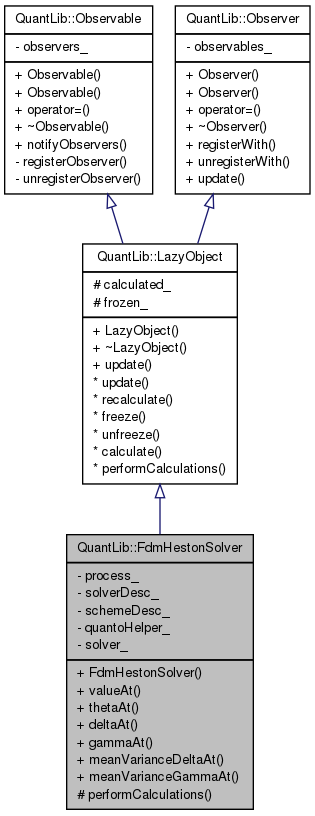 QuantLib::Observable
- observers_
+ Observable()
+ Observable()
+ operator=()
+ ~Observable()
+ notifyObservers()
- registerObserver()
- unregisterObserver()
QuantLib::Observer
- observables_
+ Observer()
+ Observer()
+ operator=()
+ ~Observer()
+ registerWith()
+ unregisterWith()
+ update()
QuantLib::LazyObject
# calculated_
# frozen_
+ LazyObject()
+ ~LazyObject()
+ update()
* update()
* recalculate()
* freeze()
* unfreeze()
* calculate()
* performCalculations()
QuantLib::FdmHestonSolver
- process_
- solverDesc_
- schemeDesc_
- quantoHelper_
- solver_
+ FdmHestonSolver()
+ valueAt()
+ thetaAt()
+ deltaAt()
+ gammaAt()
+ meanVarianceDeltaAt()
+ meanVarianceGammaAt()
# performCalculations()